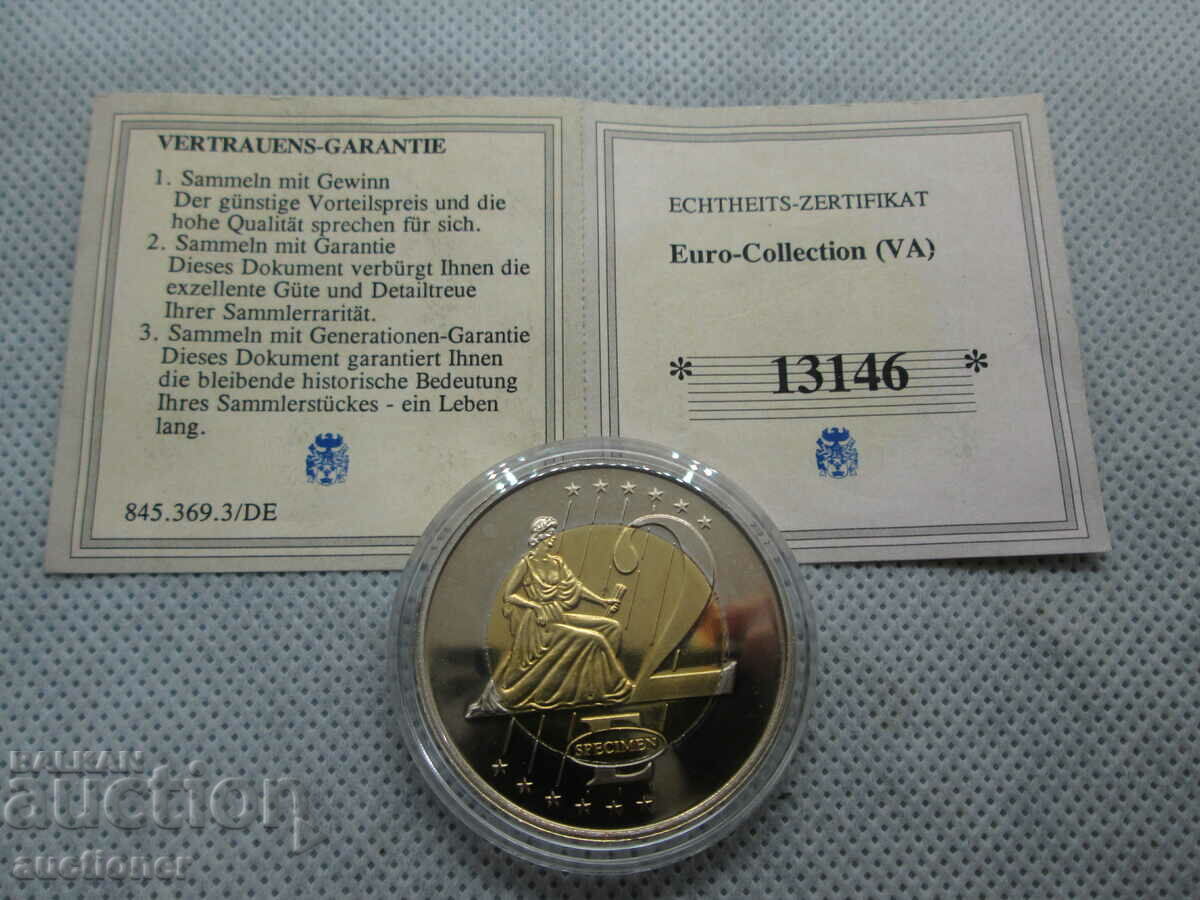 VERTRAUENS-GARANTIE
1. Sammeln mit Gewinn
Der günstige Vorteilspreis und die
hohe Qualität sprechen für sich.
2. Sammeln mit Garantie
Dieses Dokument verbürgt Ihnen die
exzellente Güte und Detailtreue
Ihrer Sammlerrarität.
3. Sammeln mit Generationen-Garantie
Dieses Dokument garantiert Ihnen
die bleibende historische Bedeutung
Ihres Sammlerstückes - ein Leben
lang.
845.369.3/DE
ECHTHEITS-ZERTIFIKAT
Euro-Collection (VA)
* 13146 *
2
E
SPECIMEN
BALKAN
auction
auctioner